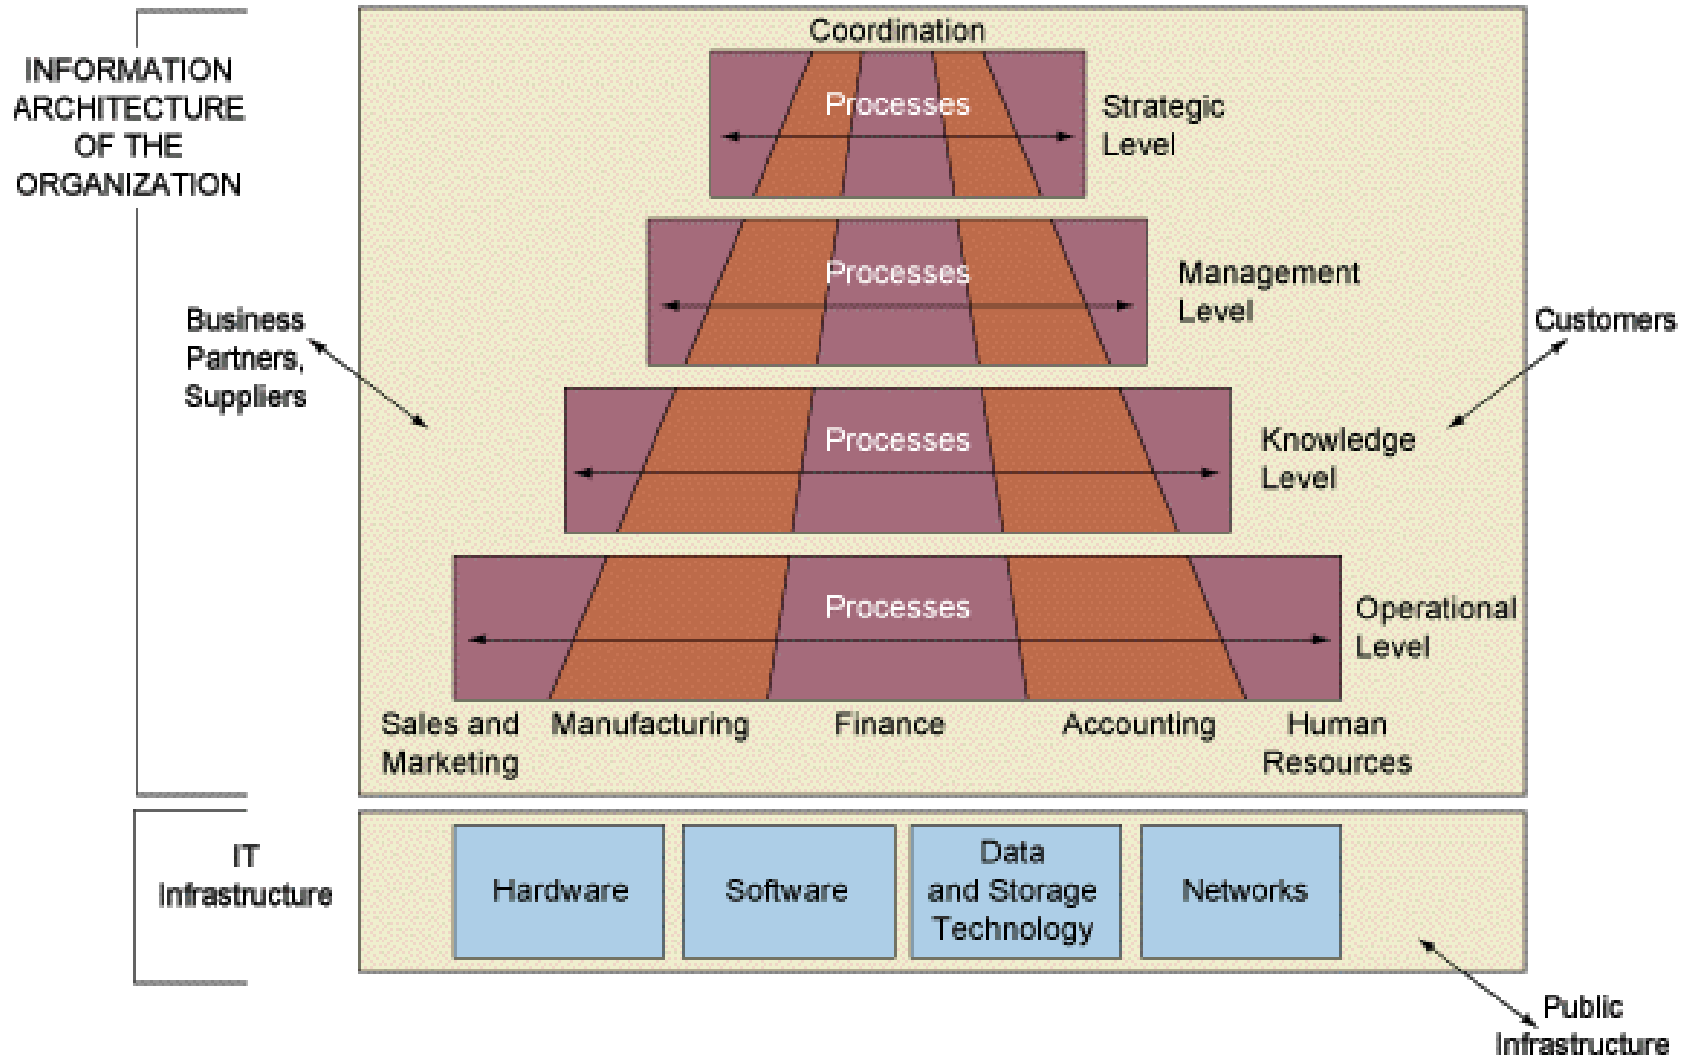 INFORMATION
ARCHITECTURE
OF THE
ORGANIZATION
Coordination
Processes
Strategic
Level
Processes
Management
Level
Business
Partners,
Suppliers
Customers
Processes
Knowledge
Level
Processes
Operational
Level
Sales and
Marketing
Manufacturing
Finance
Accounting
Human
Resources
IT
Infrastructure
Hardware
Software
Data
and Storage
Technology
Networks
Public
Infrastructure